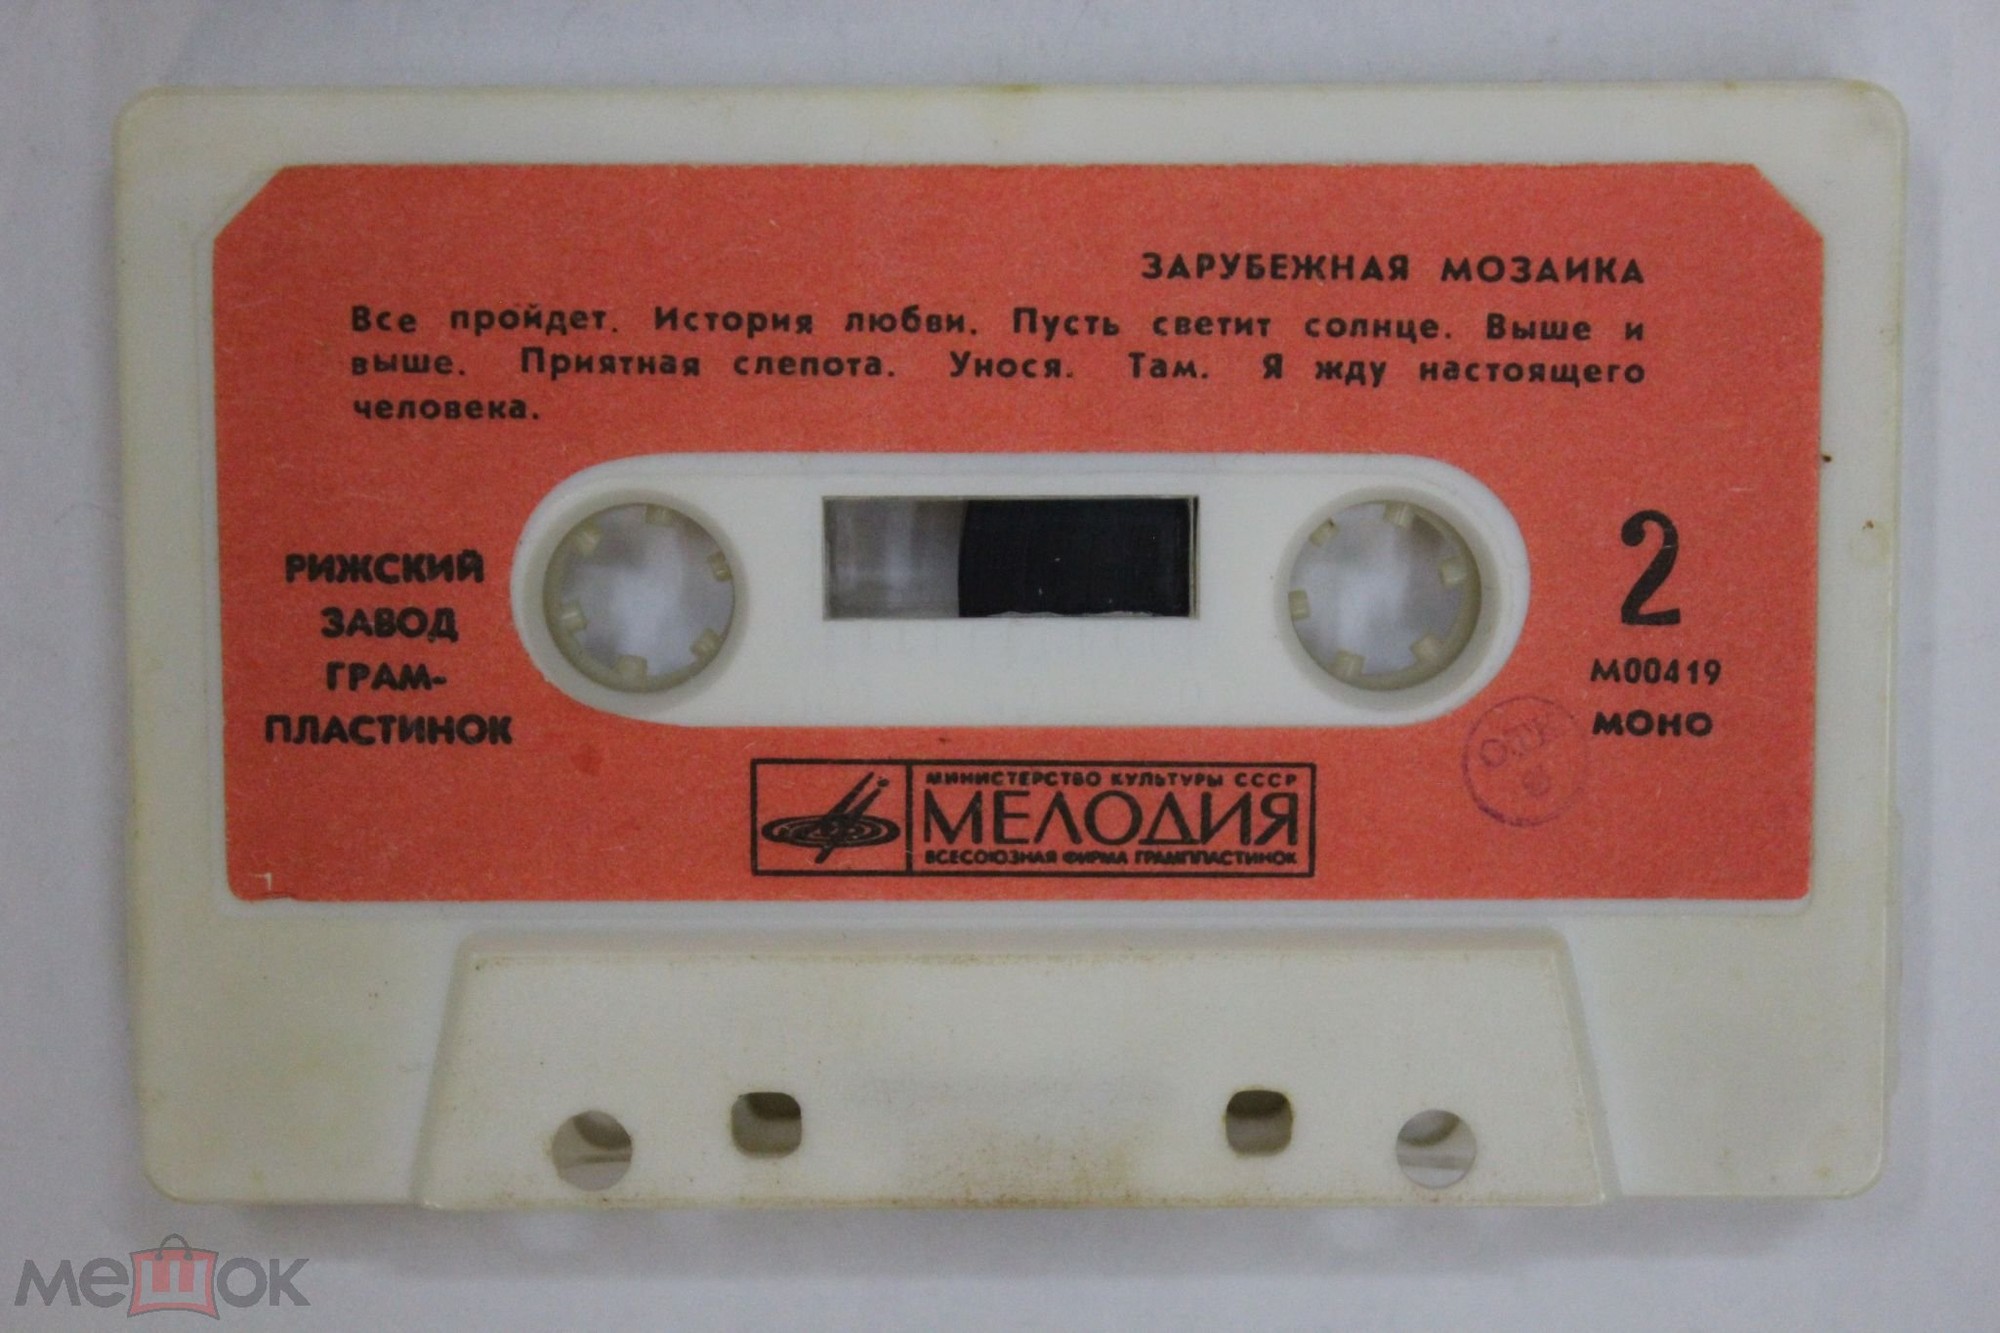 ЗАРУБЕЖНАЯ МОЗАИКА
Все пройдет. История любви. Пусть светит солнце. Выше и
выше. Приятная слепота. Унося. Там. Я жду настоящего
человека.
РИЖСКИЙ
ЗАВОД
ГРАМ-
ПЛАСТИНОК
2
М00419
МОНО
МИНИСТЕРСТВО КУЛЬТУРЫ СССР
МЕЛОДИЯ
ВСЕСОЮЗНАЯ ФИРМА ГРАМПЛАСТИНОК
мешок